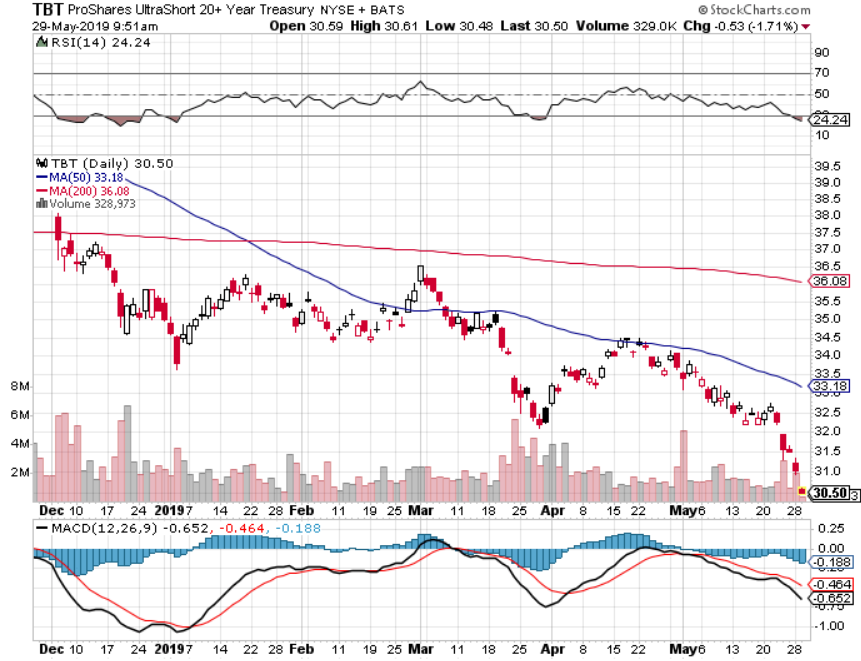 TBT ProShares UltraShort 20+ Year Treasury NYSE + BATS © StockCharts.com
29-May-2019 9:51am Open 30.59 High 30.61 Low 30.48 Last 30.50 Volume 329.0K Chg -0.53 (-1.71%)
RSI(14) 24.24
90
70
50
24.24
10
TBT (Daily) 30.50
MA(50) 33.18
MA(200) 36.08
Volume 328,973
39.5
39.0
38.5
38.0
37.5
37.0
36.5
36.08
35.5
35.0
34.5
34.0
33.5
33.18
32.5
32.0
31.5
31.0
30.50
8M
6M
4M
2M
Dec 10 17 24 2019 7 14 22 28 Feb 11 19 25 Mar 11 18 25 Apr 8 15 22 May 6 13 20 28
MACD(12,26,9) -0.652, -0.464, -0.188
0.25
0.00
-0.188
-0.464
-0.652
-0.75
-1.00
Dec 10 17 24 2019 7 14 22 28 Feb 11 19 25 Mar 11 18 25 Apr 8 15 22 May 6 13 20 28